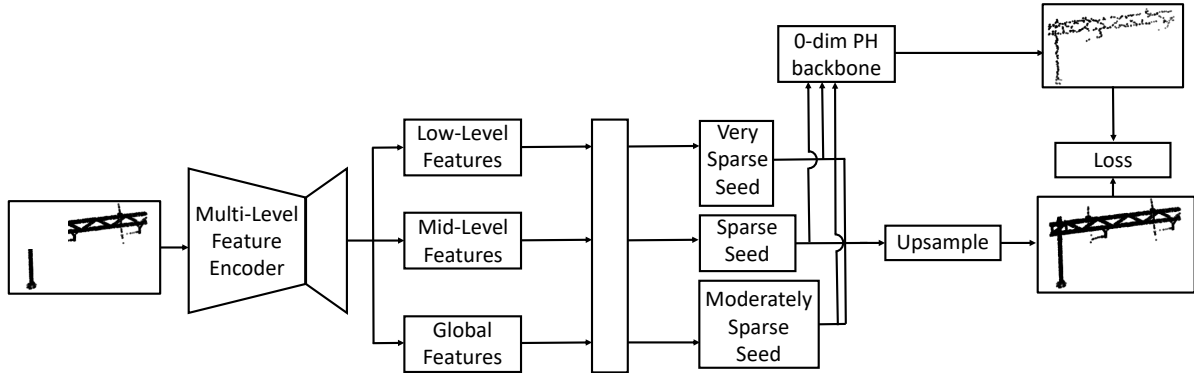 Multi-Level
Feature
Encoder
Low-Level
Features
Mid-Level
Features
Global
Features
Very
Sparse
Seed
Sparse
Seed
Moderately
Sparse
Seed
0-dim PH
backbone
Upsample
Loss